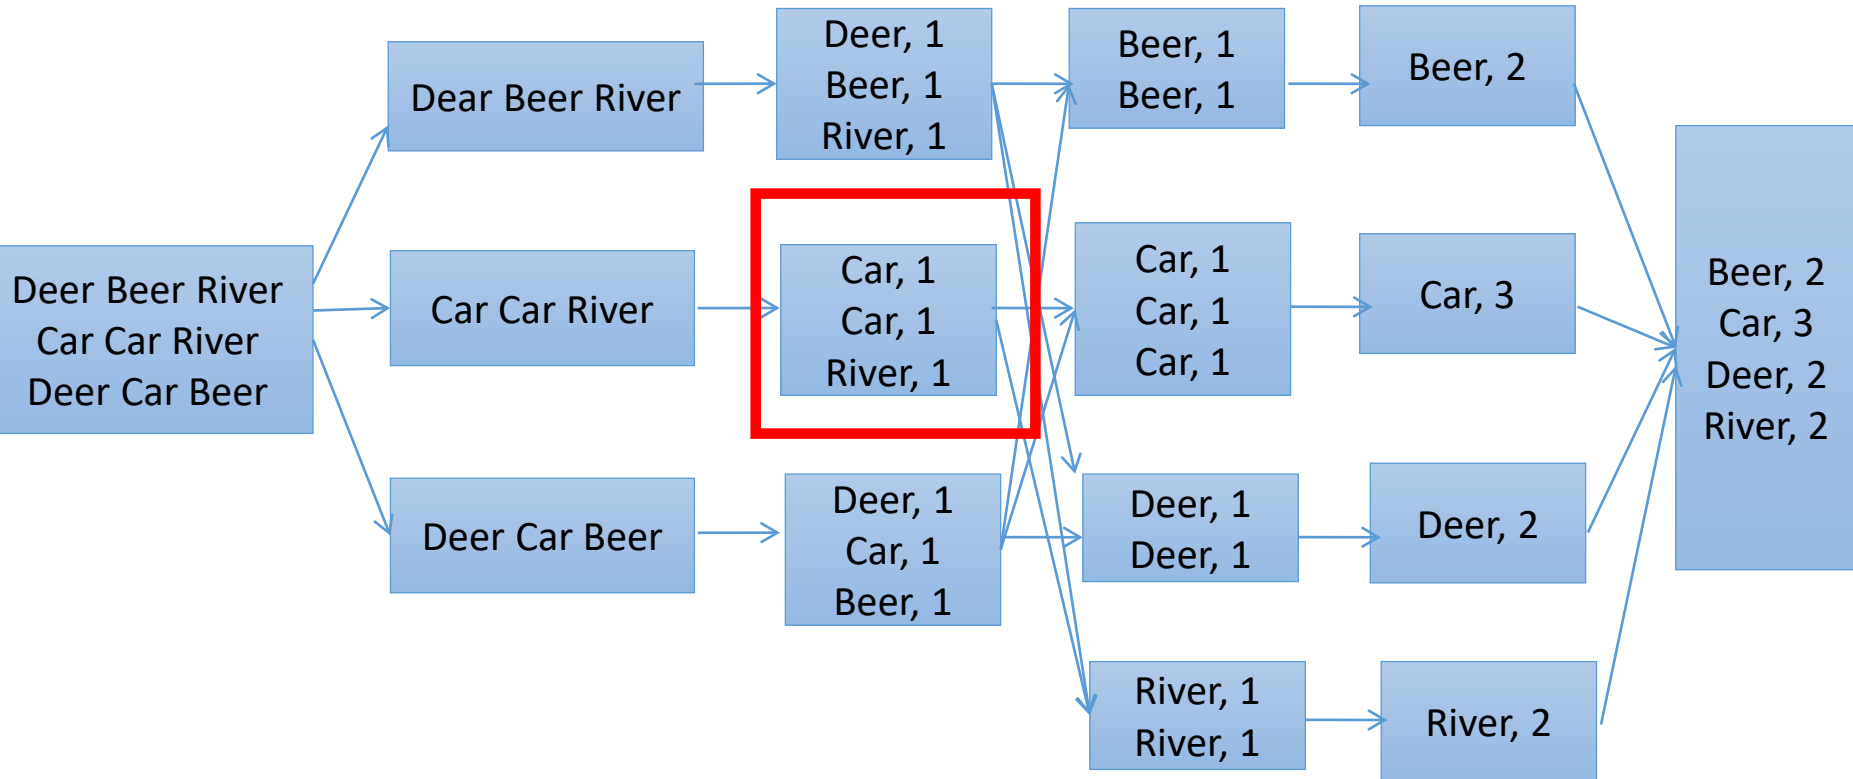 Deer Beer River
Car Car River
Deer Car Beer
Dear Beer River
Car Car River
Deer Car Beer
Deer, 1
Beer, 1
River, 1
Car, 1
Car, 1
River, 1
Deer, 1
Car, 1
Beer, 1
Beer, 1
Beer, 1
Car, 1
Car, 1
Car, 1
Deer, 1
Deer, 1
River, 1
River, 1
Beer, 2
Car, 3
Deer, 2
River, 2
Beer, 2
Car, 3
Deer, 2
River, 2